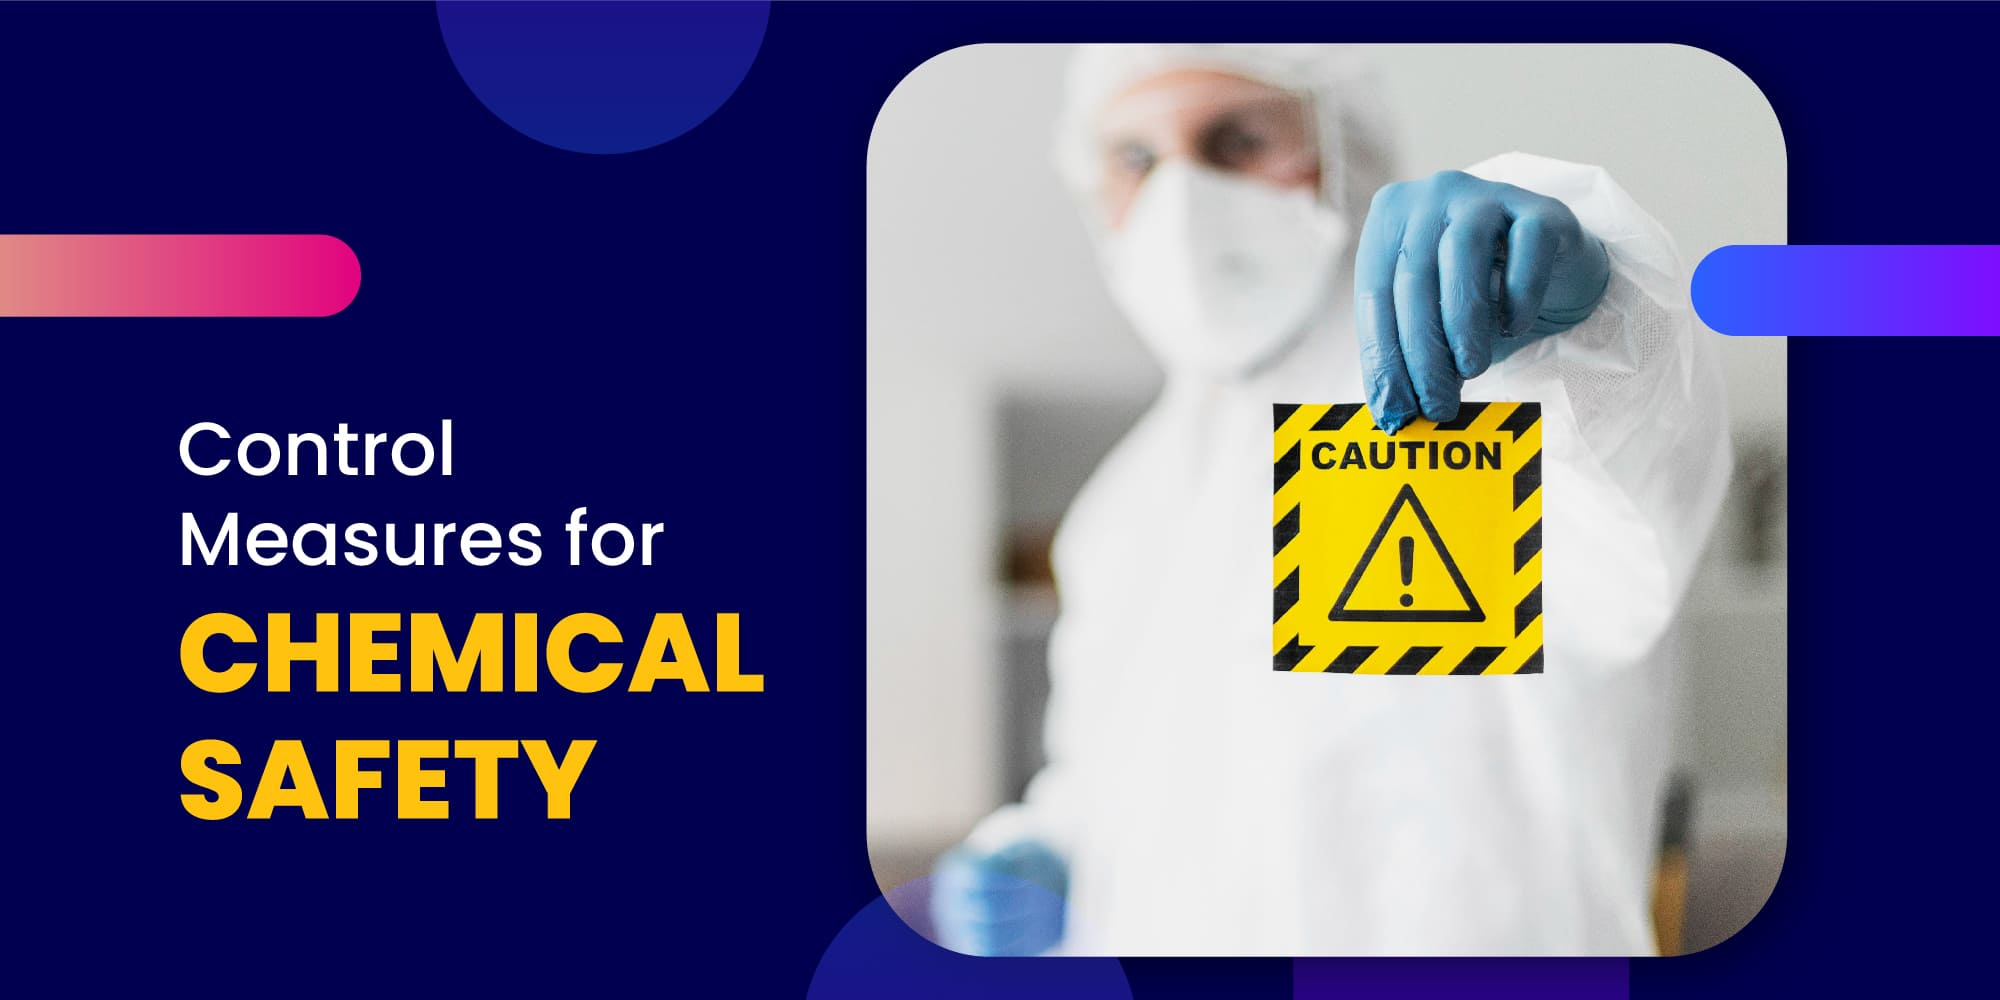 Control
Measures for
CHEMICAL
SAFETY
CAUTION